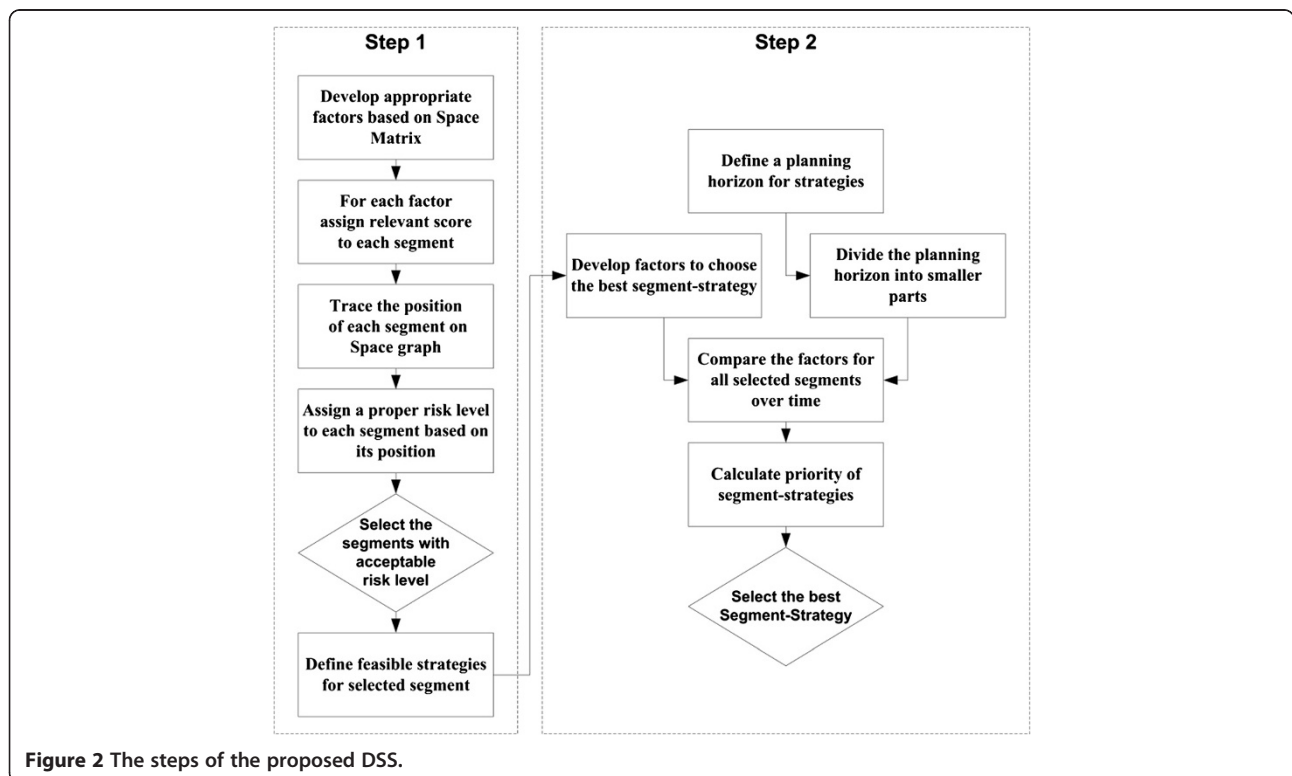 Step 1
Develop appropriate
factors based on Space
Matrix
For each factor
assign relevant score
to each segment
Trace the position
of each segment on
Space graph
Assign a proper risk level
to each segment based on
its position
Select the
segments with
acceptable
risk level
Define feasible strategies
for selected segment
Step 2
Define a planning
horizon for strategies
Develop factors to choose
the best segment-strategy
Divide the planning
horizon into smaller
parts
Compare the factors for
all selected segments
over time
Calculate priority of
segment-strategies
Select the best
Segment-Strategy
Figure 2 The steps of the proposed DSS.